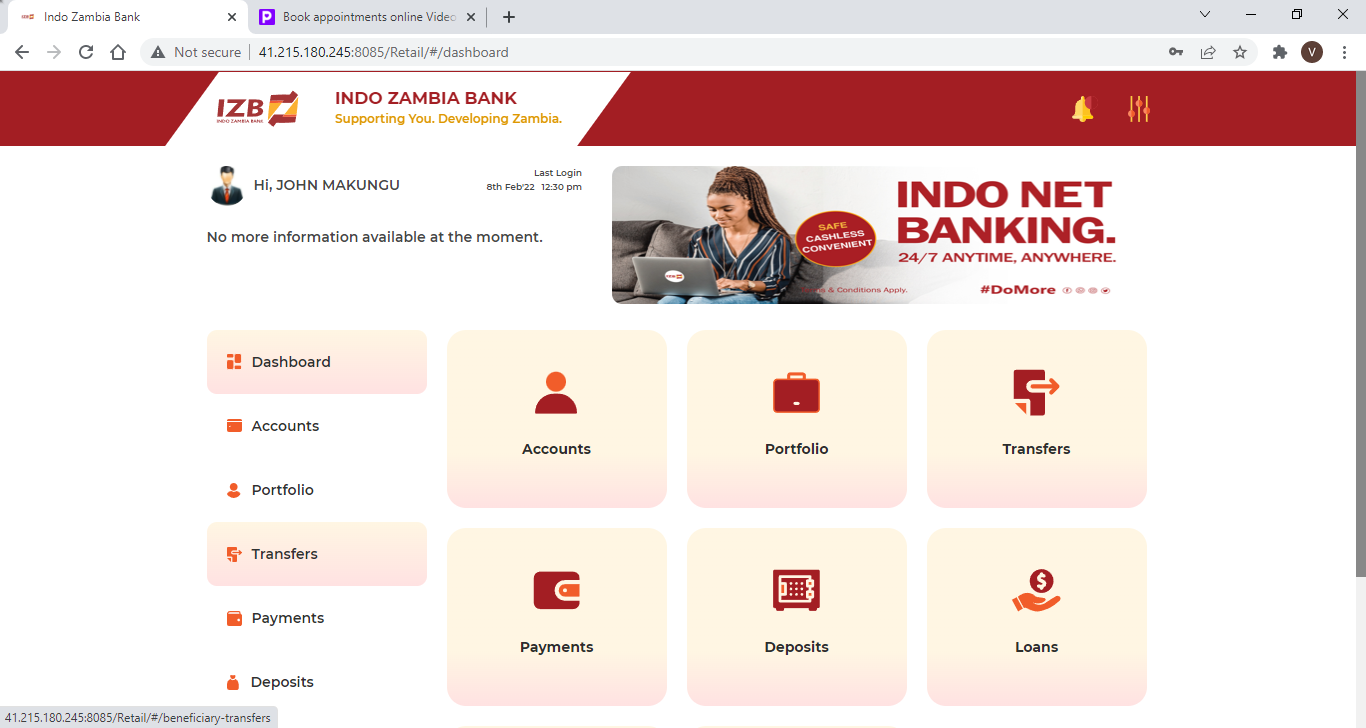 Indo Zambia Bank
Book appointments online Video
Not secure
41.215.180.245:8085/Retail/#/dashboard
V
IZB
INDO ZAMBIA BANK
INDO ZAMBIA BANK
Supporting You. Developing Zambia.
Hi, JOHN MAKUNGU
Last Login
8th Feb'22 12:30 pm
No more information available at the moment.
SAFE
CASHLESS
CONVENIENT
INDO NET
BANKING.
24/7 ANYTIME, ANYWHERE.
& Conditions Apply.
#DoMore
IZB
Dashboard
Accounts
Portfolio
Transfers
Payments
Deposits
Accounts
Portfolio
Transfers
Payments
Deposits
Loans
41.215.180.245:8085/Retail/#/beneficiary-transfers